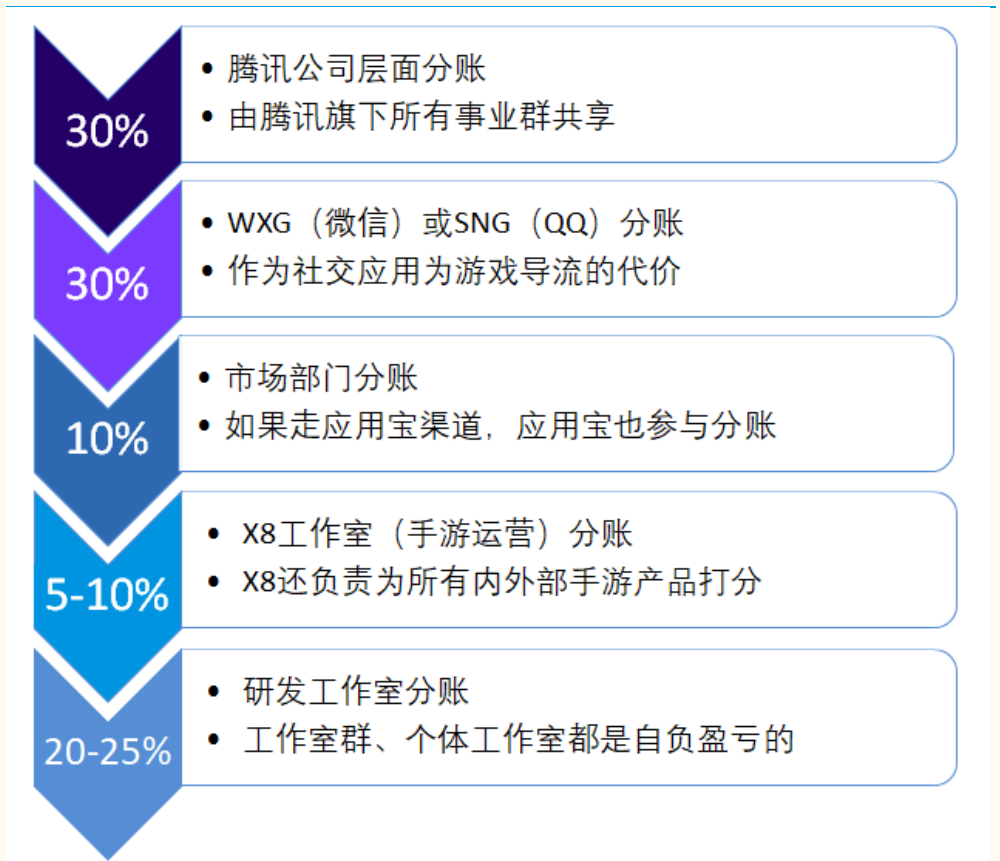 30%
• 腾讯公司层面分账
• 由腾讯旗下所有事业群共享
30%
• WXG（微信）或SNG（QQ）分账
• 作为社交应用为游戏导流的代价
10%
• 市场部门分账
• 如果走应用宝渠道，应用宝也参与分账
5-10%
• X8工作室（手游运营）分账
• X8还负责为所有内外部手游产品打分
20-25%
• 研发工作室分账
• 工作室群、个体工作室都是自负盈亏的